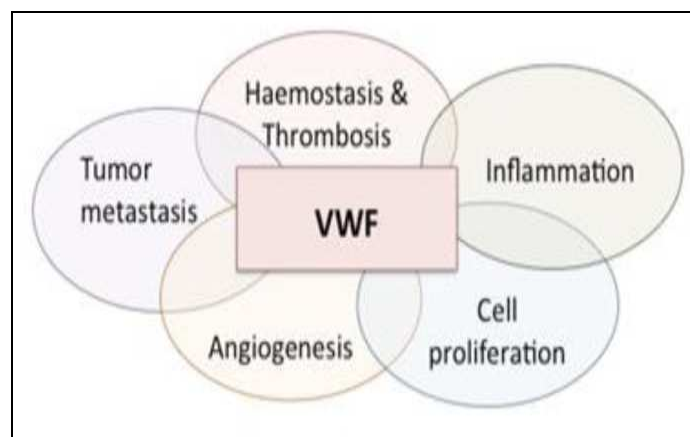 Haemostasis &
Thrombosis
Tumor
metastasis
Inflammation
VWF
Angiogenesis
Cell
proliferation